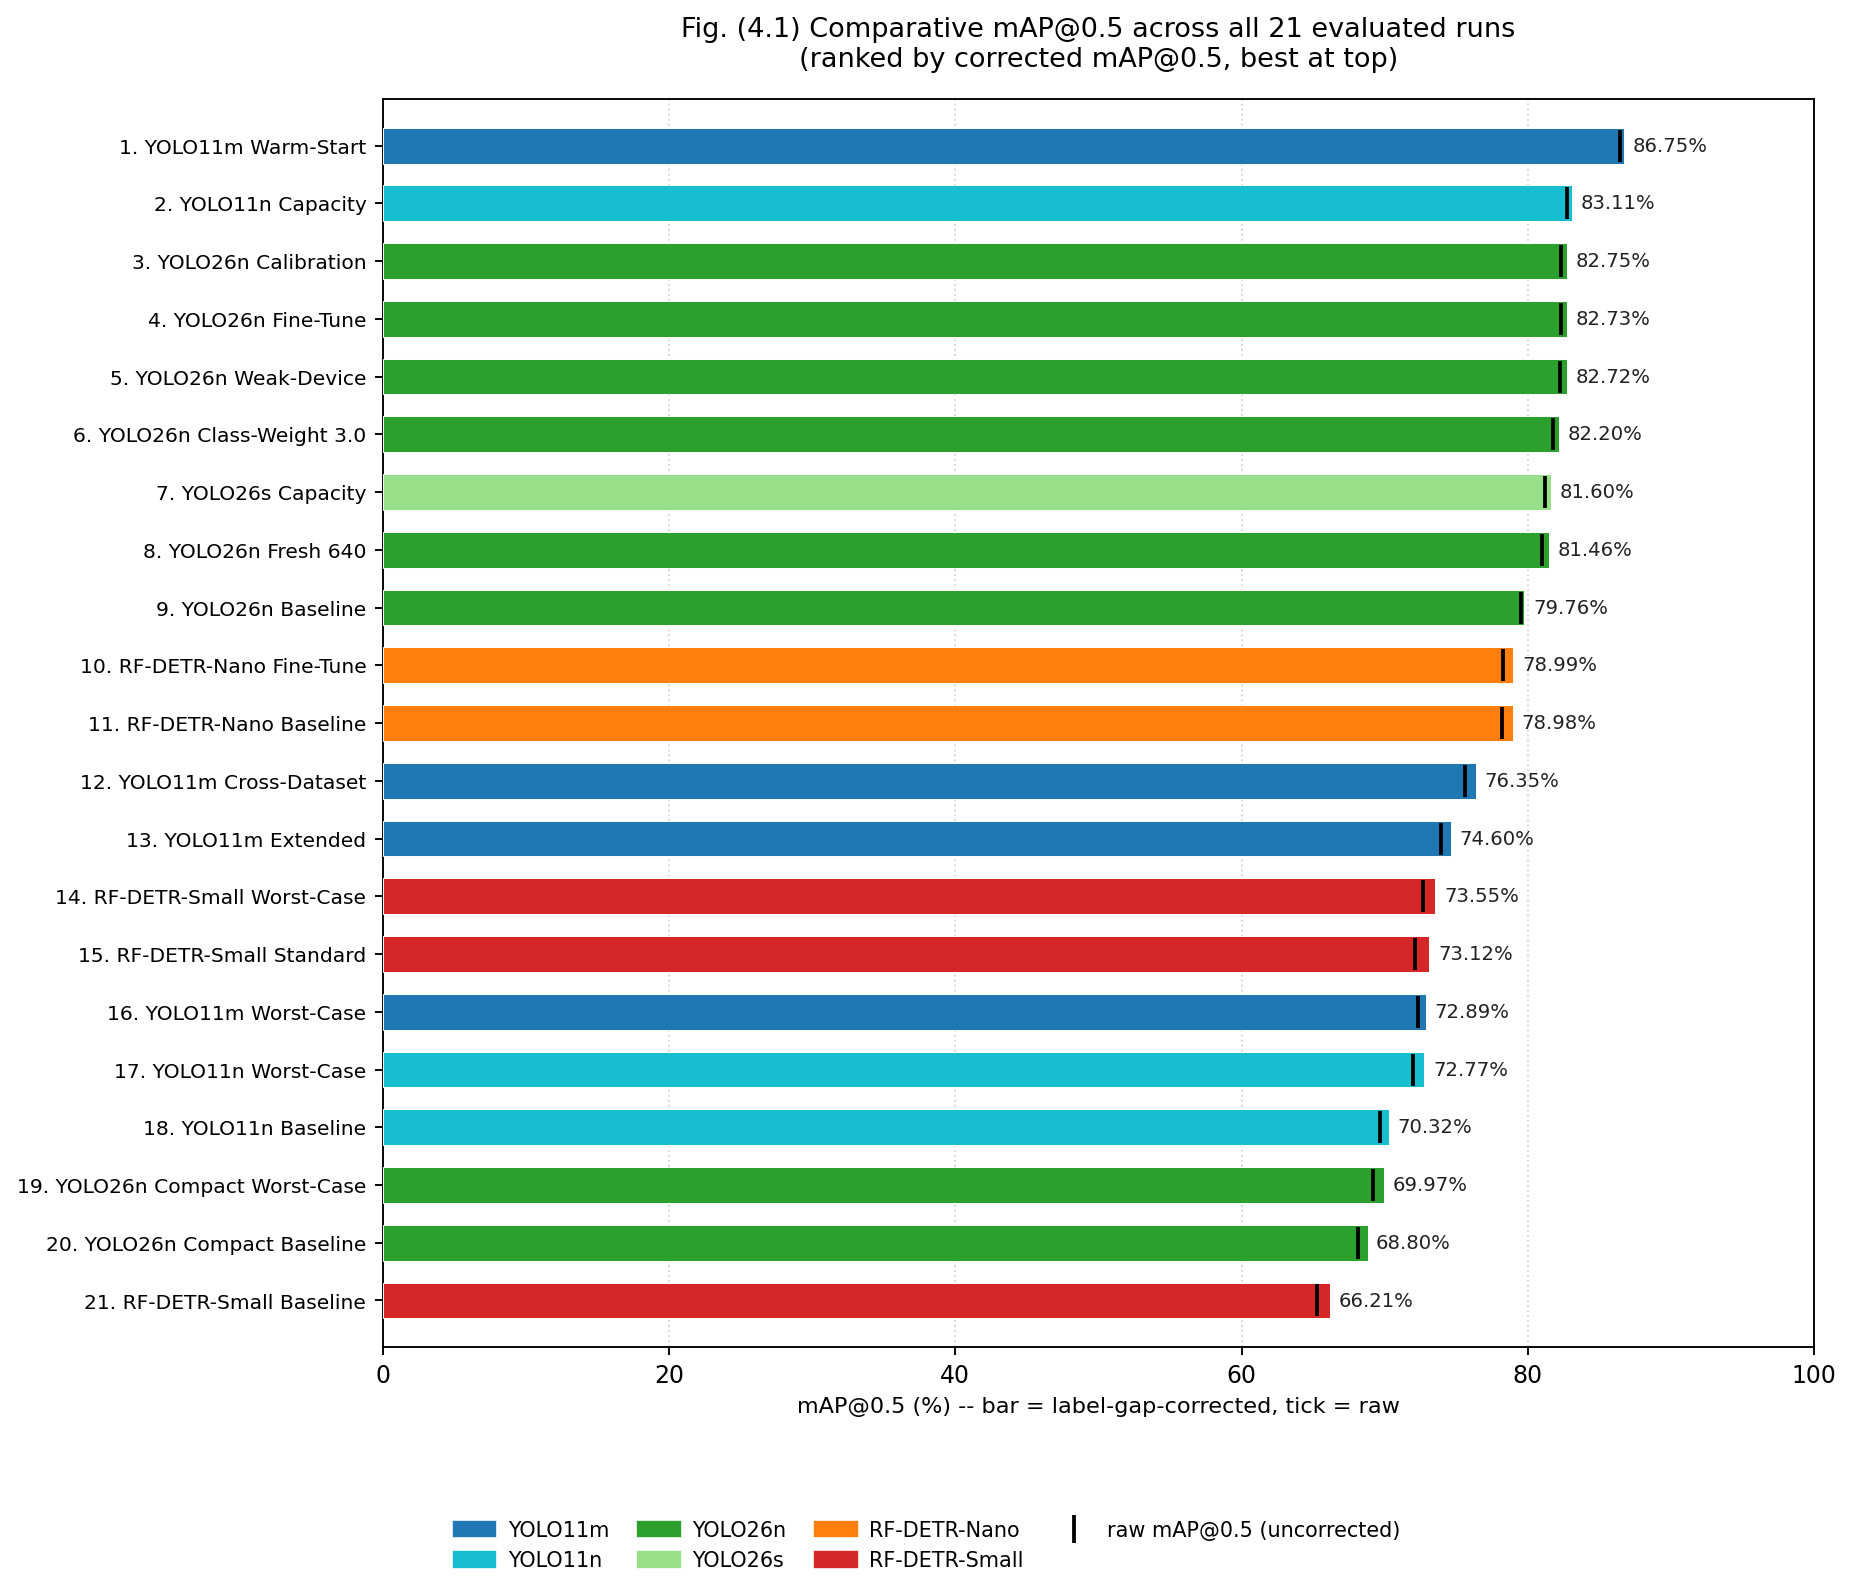 Fig. (4.1) Comparative mAP@0.5 across all 21 evaluated runs
(ranked by corrected mAP@0.5, best at top)
1. YOLO11m Warm-Start 86.75%
2. YOLO11n Capacity 83.11%
3. YOLO26n Calibration 82.75%
4. YOLO26n Fine-Tune 82.73%
5. YOLO26n Weak-Device 82.72%
6. YOLO26n Class-Weight 3.0 82.20%
7. YOLO26s Capacity 81.60%
8. YOLO26n Fresh 640 81.46%
9. YOLO26n Baseline 79.76%
10. RF-DETR-Nano Fine-Tune 78.99%
11. RF-DETR-Nano Baseline 78.98%
12. YOLO11m Cross-Dataset 76.35%
13. YOLO11m Extended 74.60%
14. RF-DETR-Small Worst-Case 73.55%
15. RF-DETR-Small Standard 73.12%
16. YOLO11m Worst-Case 72.89%
17. YOLO11n Worst-Case 72.77%
18. YOLO11n Baseline 70.32%
19. YOLO26n Compact Worst-Case 69.97%
20. YOLO26n Compact Baseline 68.80%
21. RF-DETR-Small Baseline 66.21%
0 20 40 60 80 100
mAP@0.5 (%) -- bar = label-gap-corrected, tick = raw
YOLO11m YOLO26n RF-DETR-Nano raw mAP@0.5 (uncorrected)
YOLO11n YOLO26s RF-DETR-Small